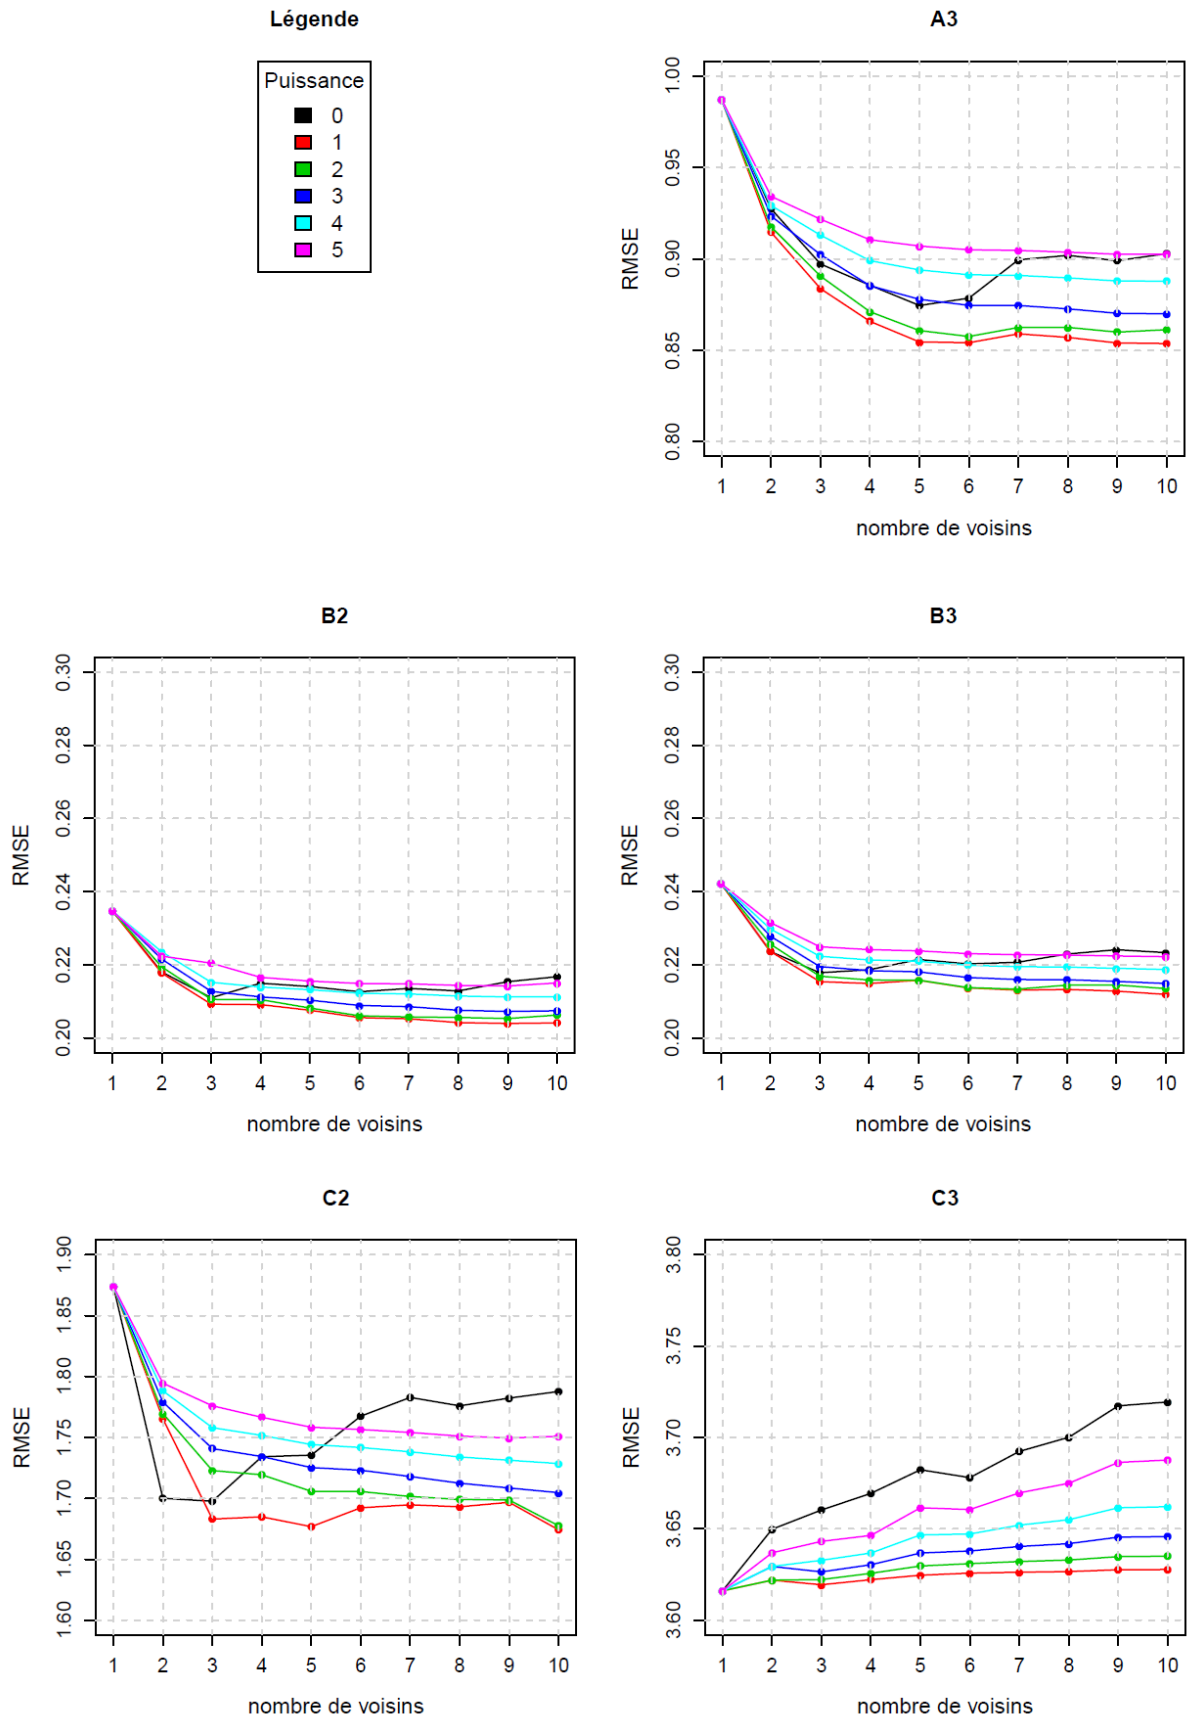 Légende
Puissance
0
1
2
3
4
5
A3
RMSE
1.00
0.95
0.90
0.85
0.80
1 2 3 4 5 6 7 8 9 10
nombre de voisins
B2
RMSE
0.30
0.28
0.26
0.24
0.22
0.20
1 2 3 4 5 6 7 8 9 10
nombre de voisins
B3
RMSE
0.30
0.28
0.26
0.24
0.22
0.20
1 2 3 4 5 6 7 8 9 10
nombre de voisins
C2
RMSE
1.90
1.85
1.80
1.75
1.70
1.65
1.60
1 2 3 4 5 6 7 8 9 10
nombre de voisins
C3
RMSE
3.80
3.75
3.70
3.65
3.60
1 2 3 4 5 6 7 8 9 10
nombre de voisins